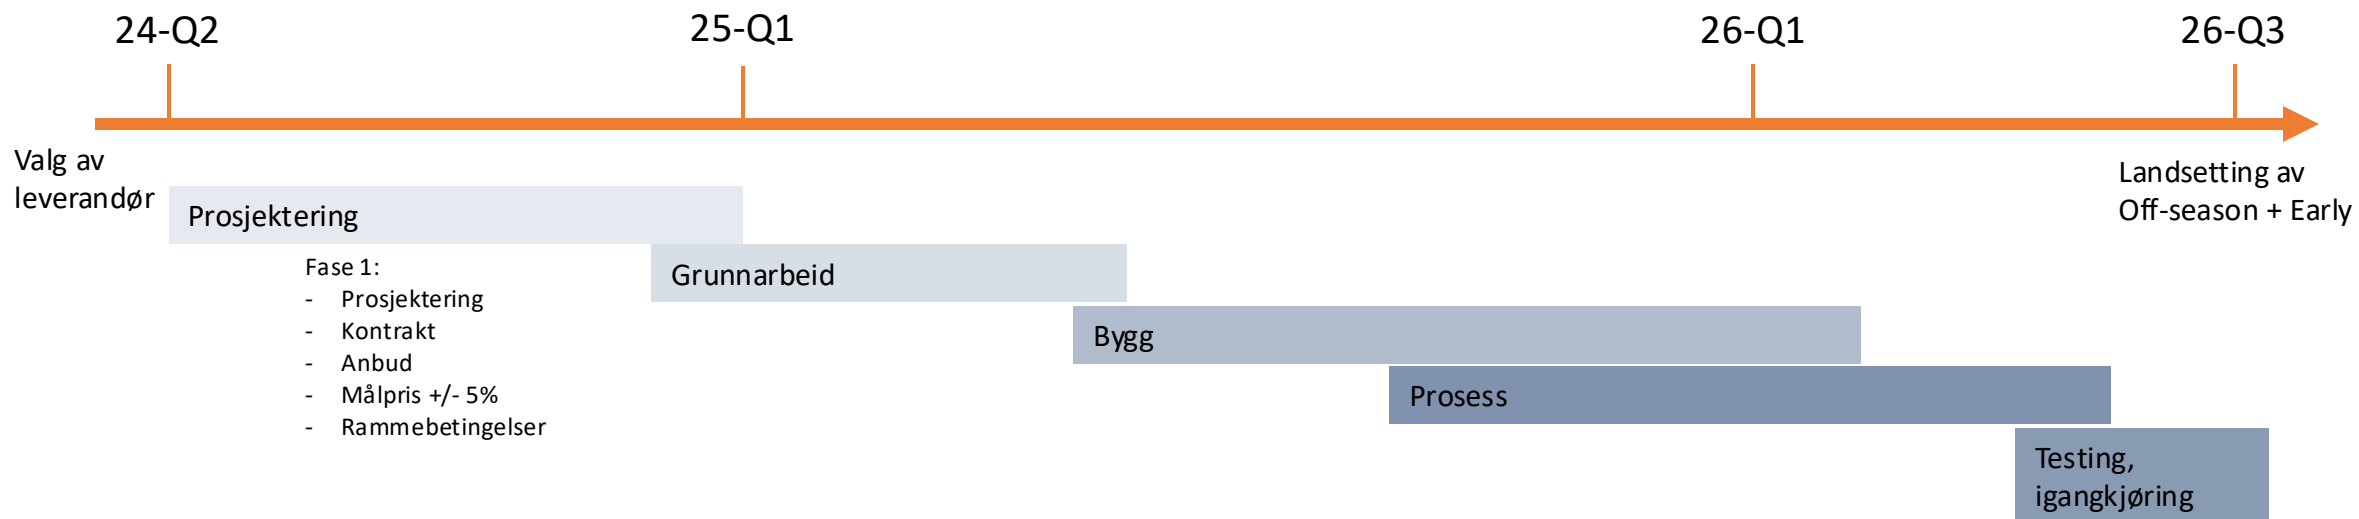 24-Q2
25-Q1
26-Q1
26-Q3
Valg av
leverandør
Landsetting av
Off-season + Early
Prosjektering
Fase 1:
- Prosjektering
- Kontrakt
- Anbud
- Målpris +/- 5%
- Rammebetingelser
Grunnarbeid
Bygg
Prosess
Testing,
igangkjøring